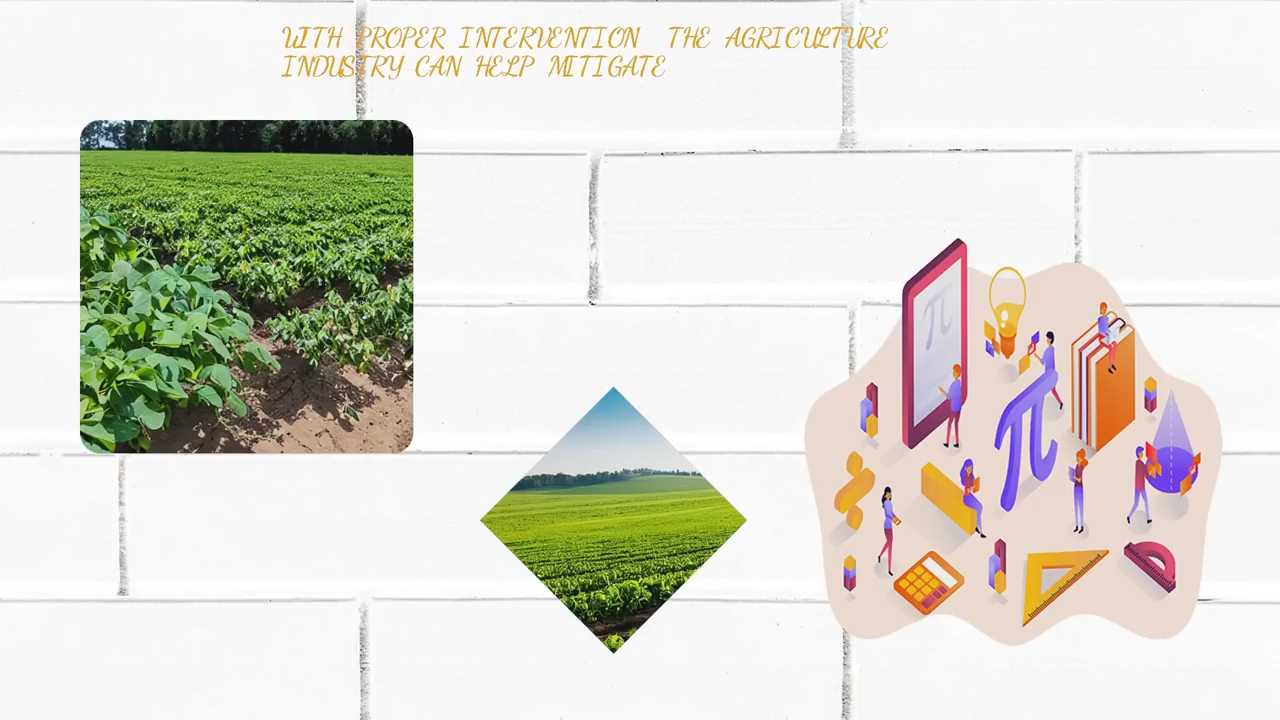 WITH PROPER INTERVENTION THE AGRICULTURE
INDUSTRY CAN HELP MITIGATE
π
π